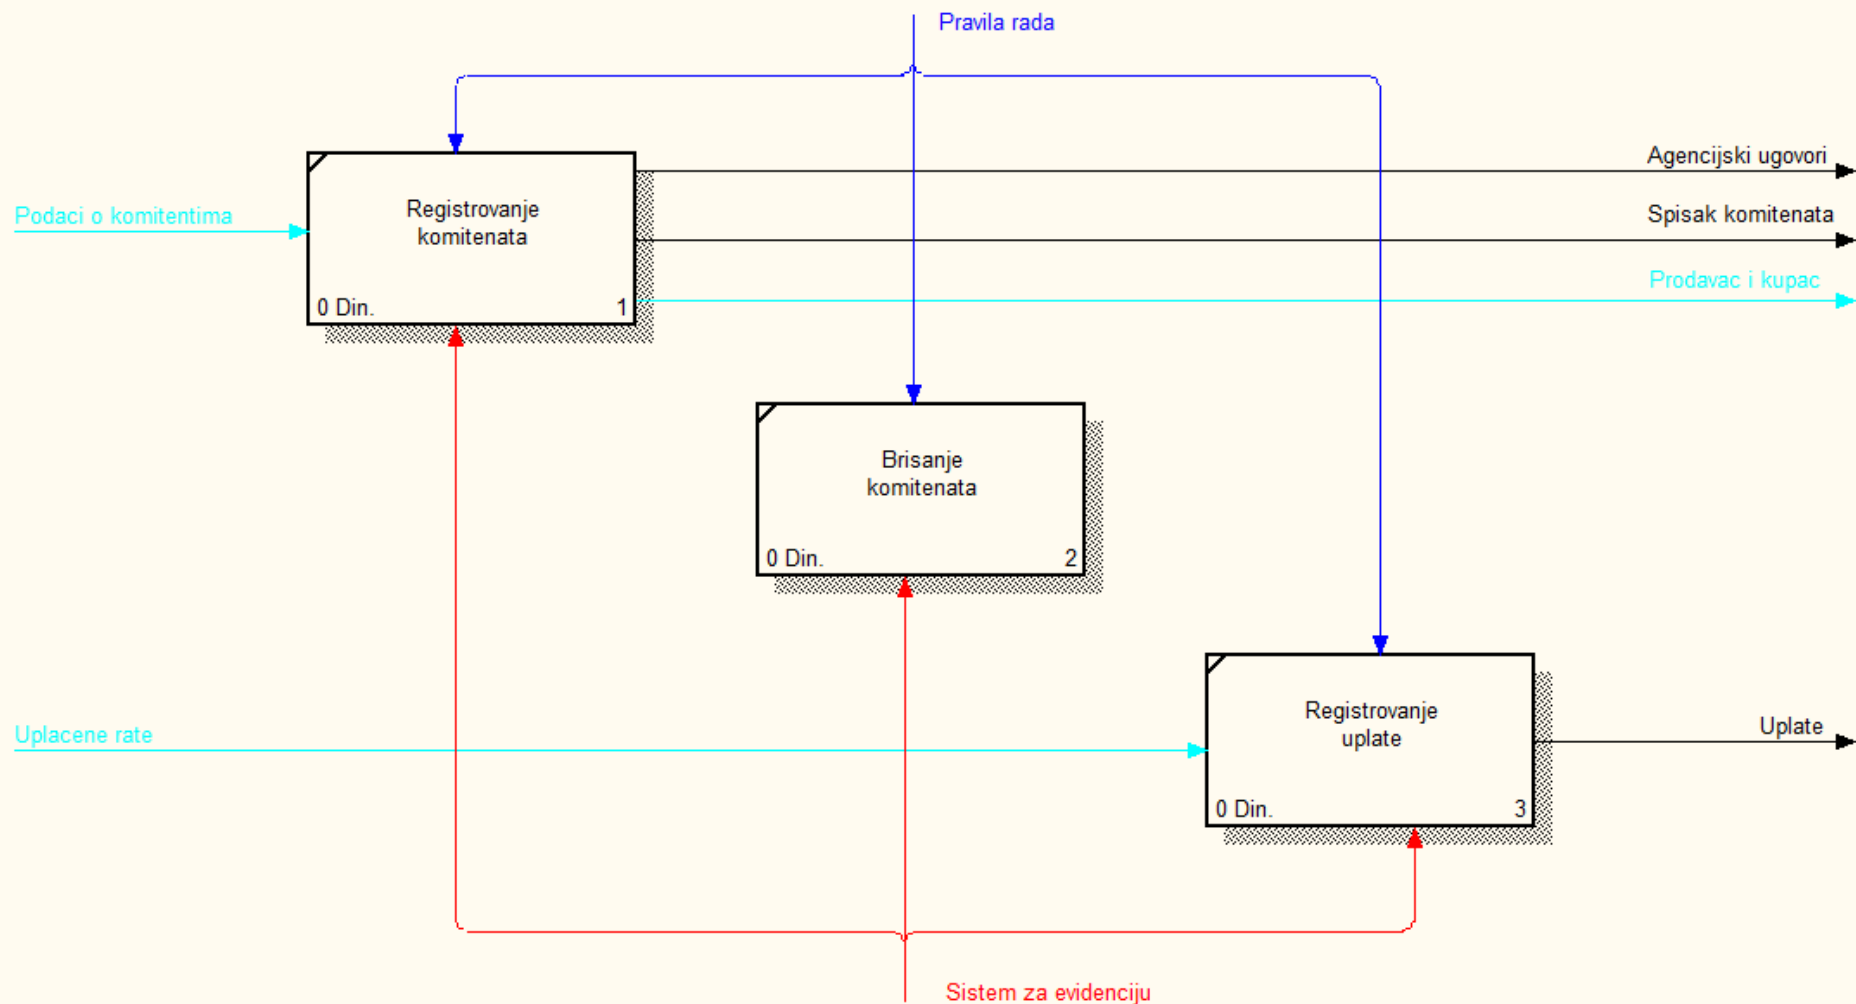 Pravila rada
Agencijski ugovori
Podaci o komitentima
Registrovanje
komitenata
Spisak komitenata
Prodavac i kupac
0 Din.
1
Brisanje
komitenata
0 Din.
2
Uplacene rate
Registrovanje
uplate
Uplate
0 Din.
3
Sistem za evidenciju